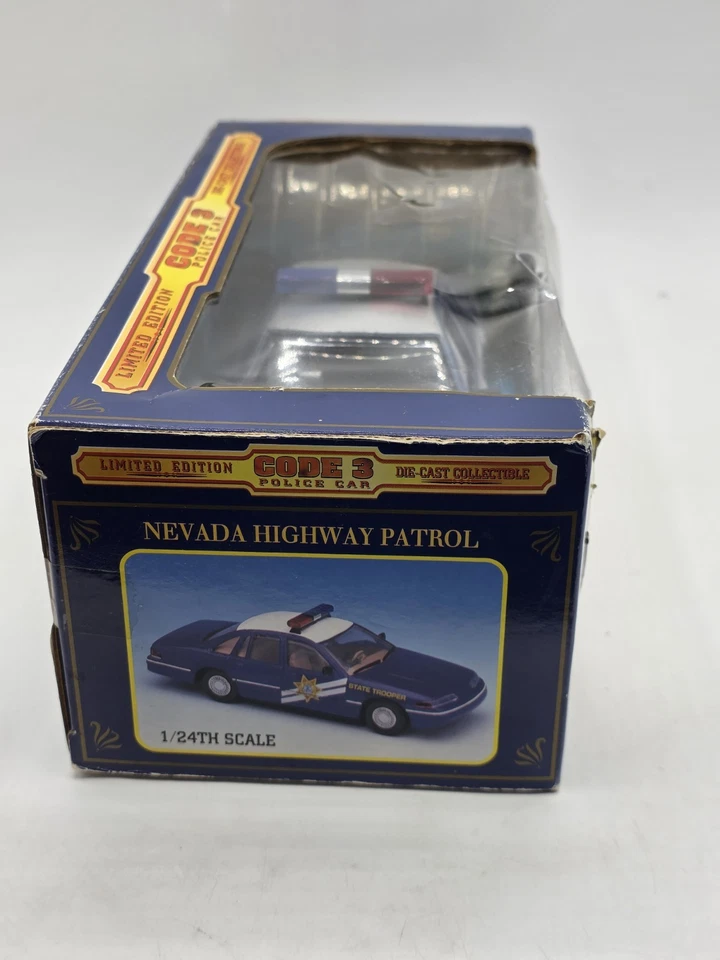 LIMITED EDITION
CODE 3
POLICE CAR
LIMITED EDITION
CODE 3
POLICE CAR
DIE-CAST COLLECTIBLE
NEVADA HIGHWAY PATROL
STATE TROOPER
1/24TH SCALE